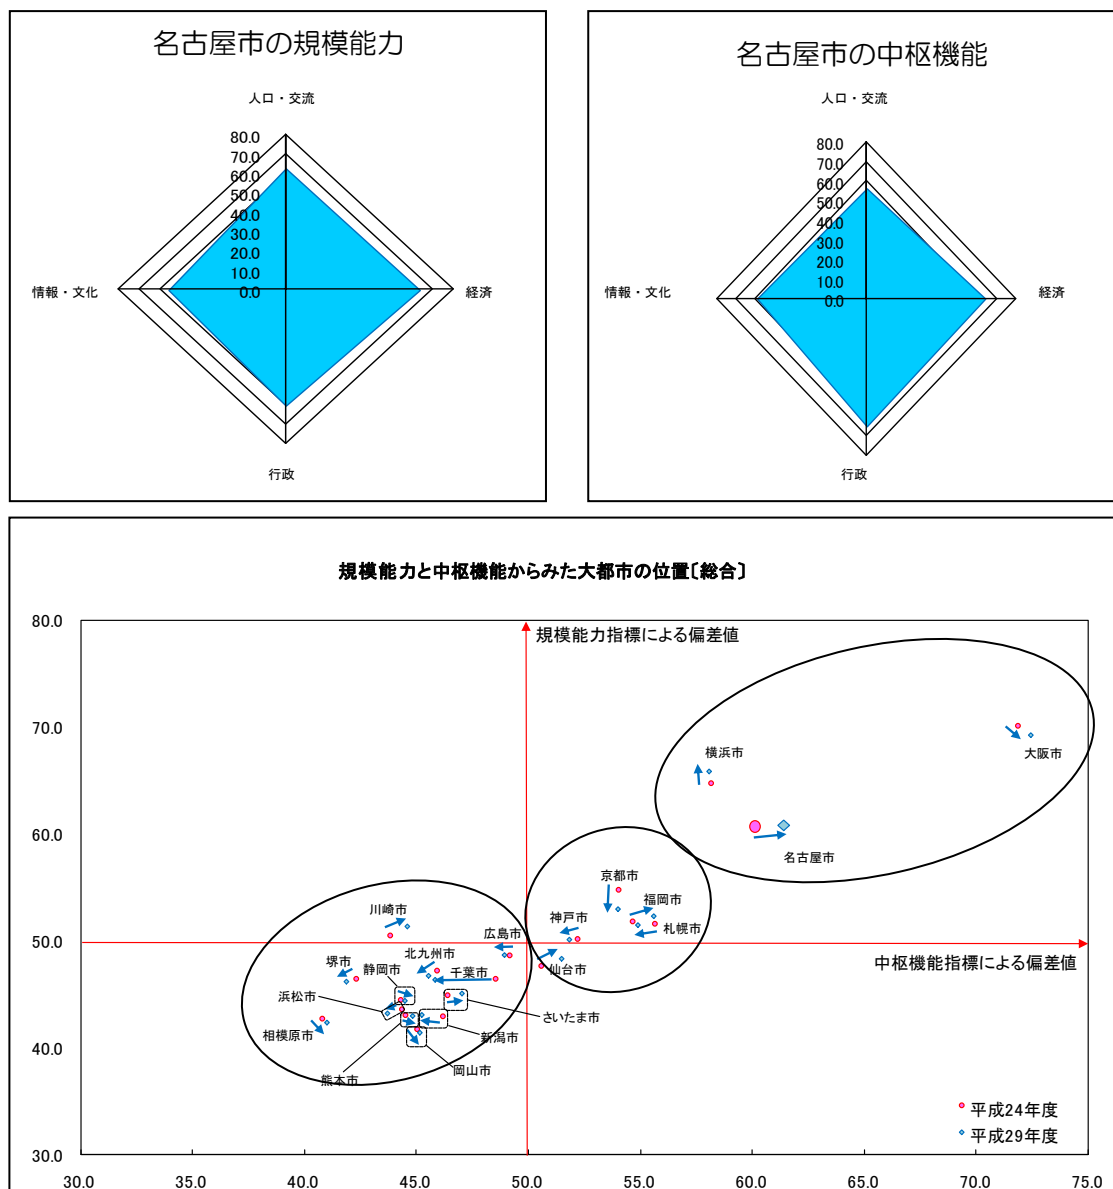 名古屋市の規模能力
人口・交流
80.0
70.0
60.0
50.0
40.0
30.0
20.0
10.0
0.0
情報・文化
経済
行政
名古屋市の中枢機能
人口・交流
80.0
70.0
60.0
50.0
40.0
30.0
20.0
10.0
0.0
情報・文化
経済
行政
規模能力と中枢機能からみた大都市の位置〔総合〕
80.0
70.0
60.0
50.0
40.0
30.0
規模能力指標による偏差値
横浜市
大阪市
名古屋市
京都市
福岡市
神戸市
札幌市
川崎市
広島市
仙台市
中枢機能指標による偏差値
北九州市
堺市
静岡市
千葉市
浜松市
さいたま市
相模原市
新潟市
熊本市
岡山市
平成24年度
平成29年度
30.0 35.0 40.0 45.0 50.0 55.0 60.0 65.0 70.0 75.0